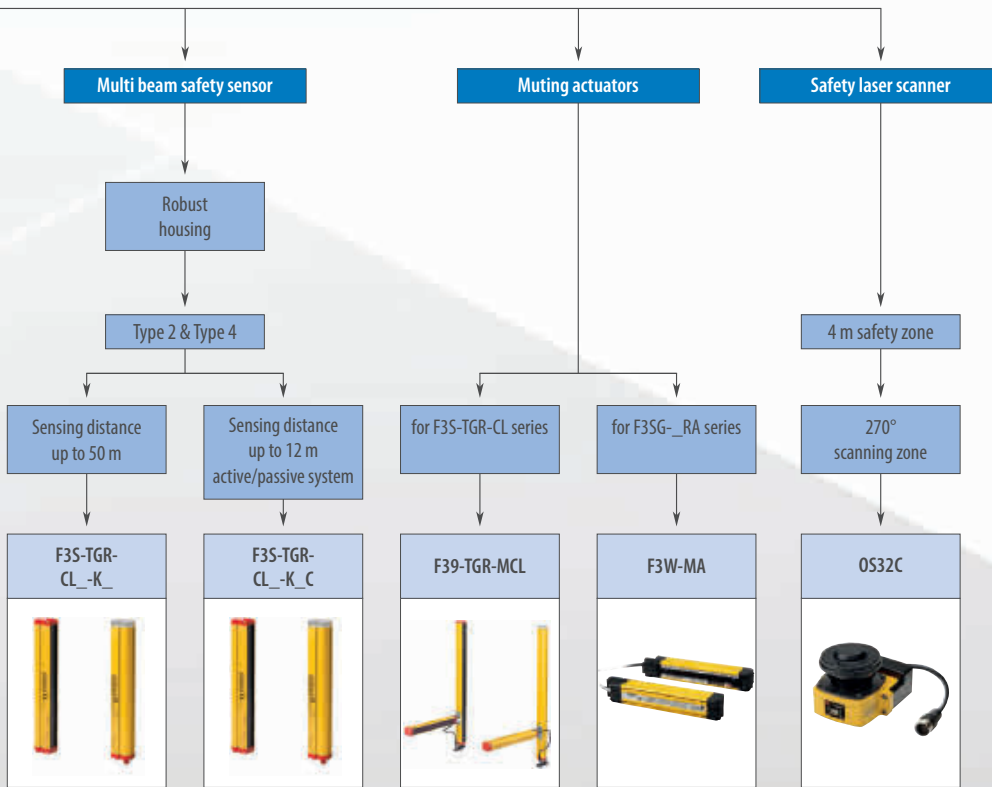 Multi beam safety sensor
Muting actuators
Safety laser scanner
Robust
housing
Type 2 & Type 4
4 m safety zone
Sensing distance
up to 50 m
Sensing distance
up to 12 m
active/passive system
for F3S-TGR-CL series
for F3SG-_RA series
270°
scanning zone
F3S-TGR-
CL_-K_
F3S-TGR-
CL_-K_C
F39-TGR-MCL
F3W-MA
OS32C